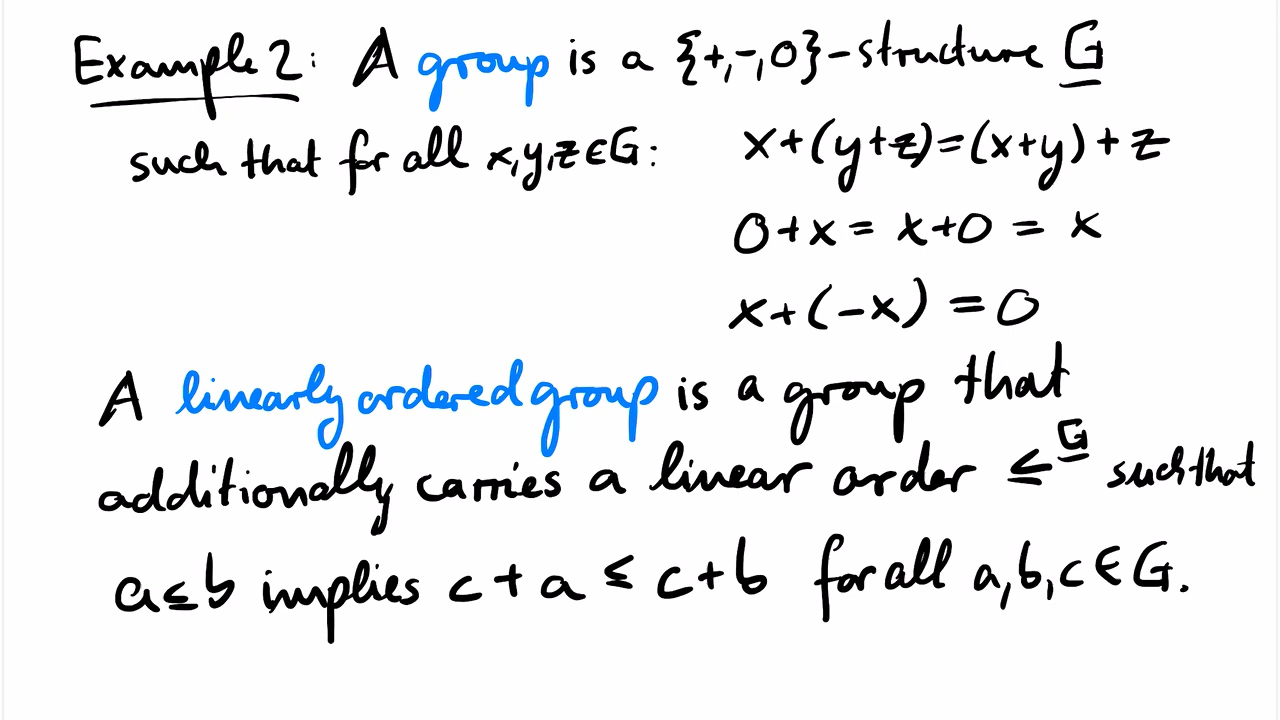 Example 2: A group is a {+,-,0}-structure G
such that for all x,y,z∈G: x+(y+z)=(x+y)+z
0+x = x+0 = x
x+(-x) = 0
A linearly ordered group is a group that
additionally carries a linear order ≤^G such that
a≤b implies c+a ≤ c+b for all a,b,c∈G.